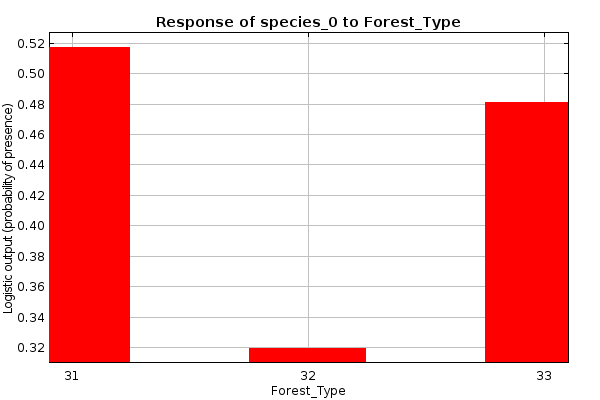 Response of species_0 to Forest_Type
Logistic output (probability of presence)
0.52
0.50
0.48
0.46
0.44
0.42
0.40
0.38
0.36
0.34
0.32
31 32 33
Forest_Type